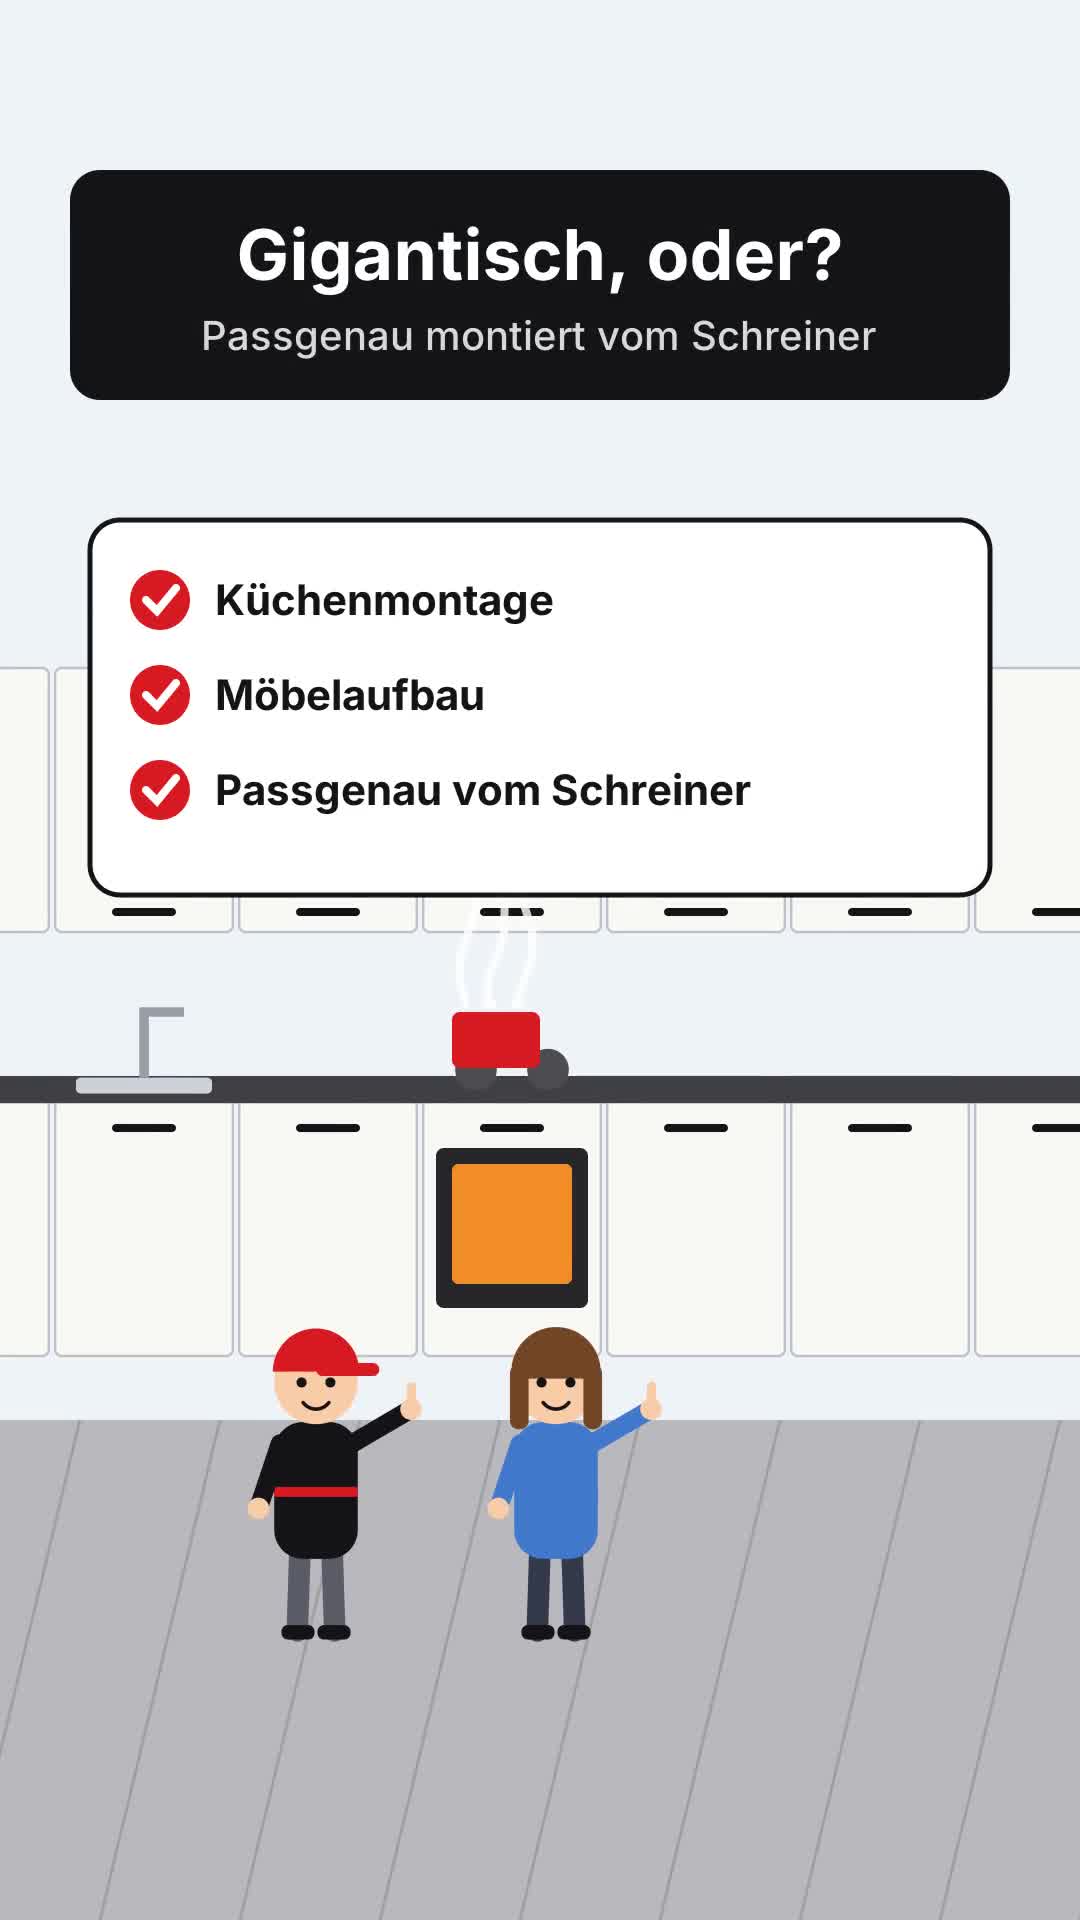 Gigantisch, oder?
Passgenau montiert vom Schreiner
Küchenmontage
Möbelaufbau
Passgenau vom Schreiner